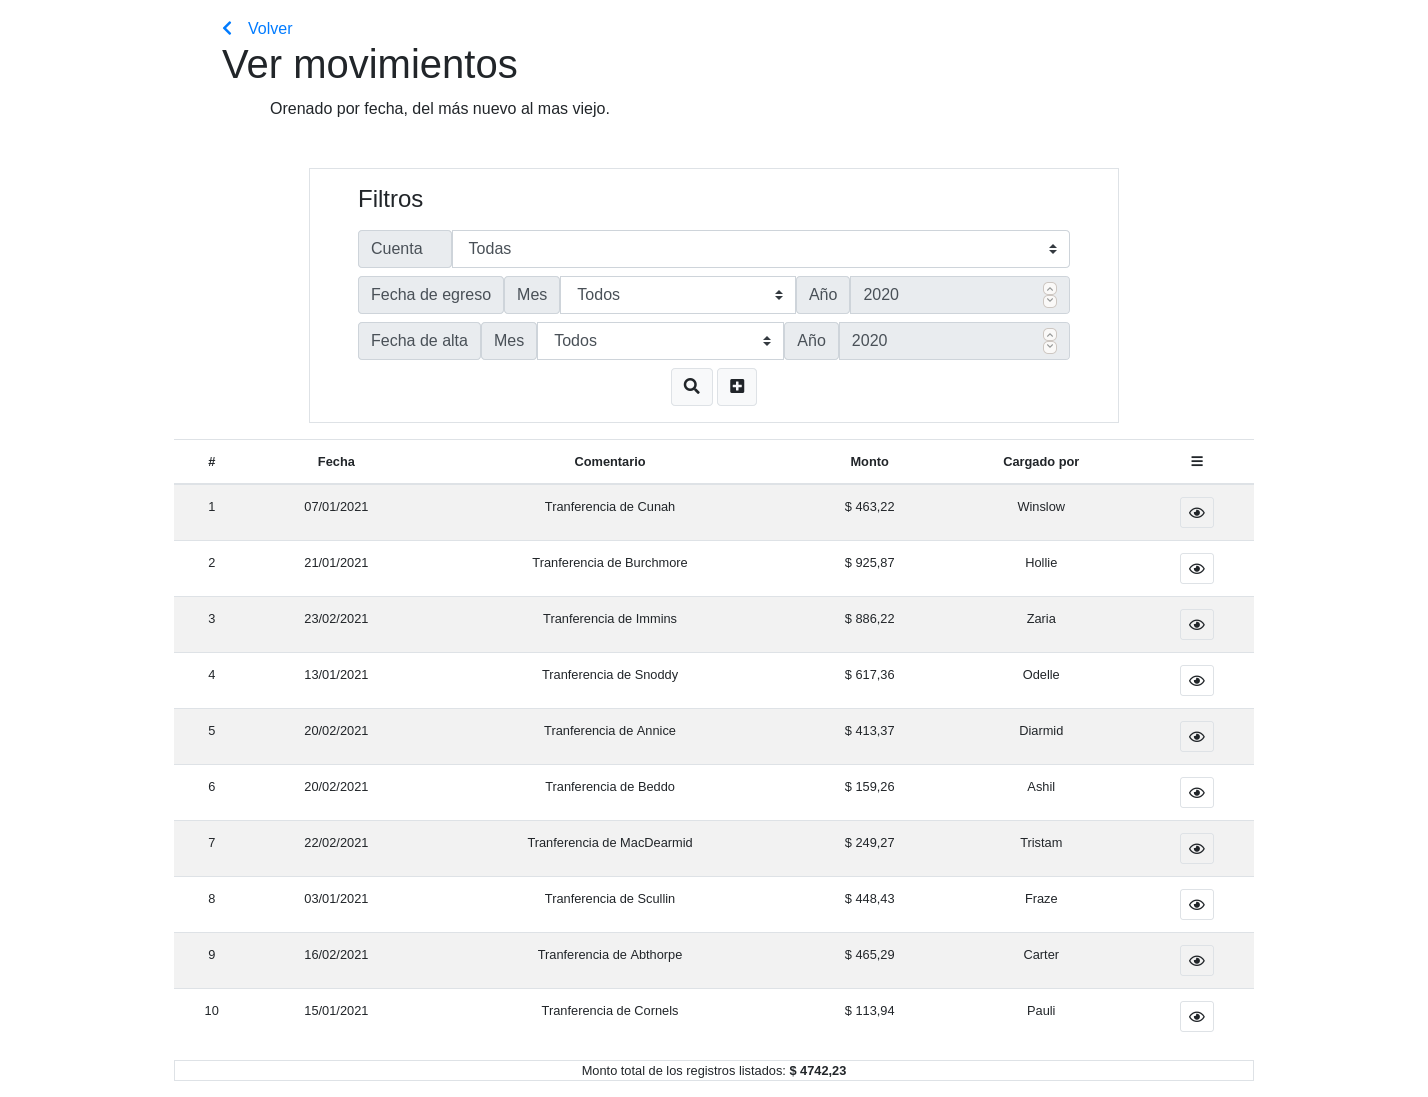 Volver
Ver movimientos
Orenado por fecha, del más nuevo al mas viejo.
Filtros
Cuenta Todas
Fecha de egreso Mes Todos Año 2020
Fecha de alta Mes Todos Año 2020
# Fecha Comentario Monto Cargado por
1 07/01/2021 Tranferencia de Cunah $ 463,22 Winslow
2 21/01/2021 Tranferencia de Burchmore $ 925,87 Hollie
3 23/02/2021 Tranferencia de Immins $ 886,22 Zaria
4 13/01/2021 Tranferencia de Snoddy $ 617,36 Odelle
5 20/02/2021 Tranferencia de Annice $ 413,37 Diarmid
6 20/02/2021 Tranferencia de Beddo $ 159,26 Ashil
7 22/02/2021 Tranferencia de MacDearmid $ 249,27 Tristam
8 03/01/2021 Tranferencia de Scullin $ 448,43 Fraze
9 16/02/2021 Tranferencia de Abthorpe $ 465,29 Carter
10 15/01/2021 Tranferencia de Cornels $ 113,94 Pauli
Monto total de los registros listados: $ 4742,23